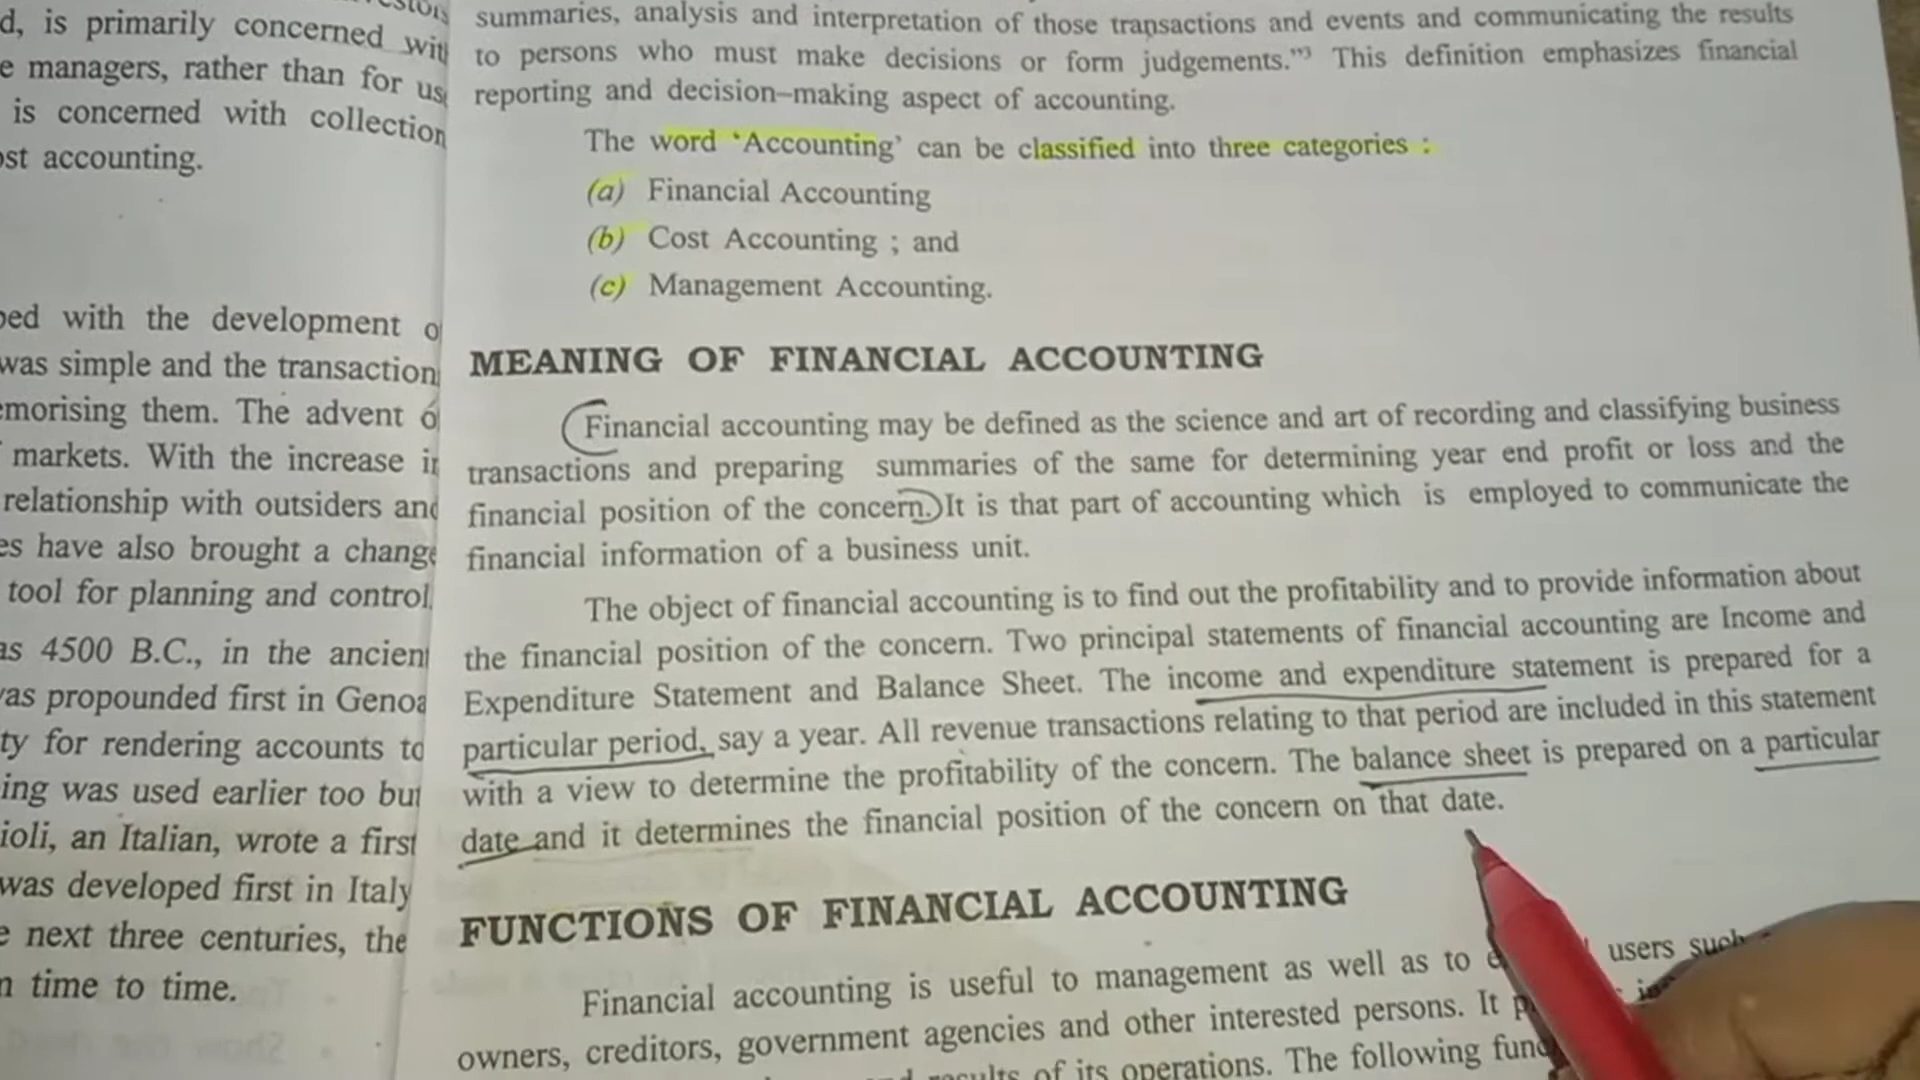 d, is primarily concerned with
e managers, rather than for use
is concerned with collection
ost accounting.
ped with the development o
was simple and the transaction
emorising them. The advent o
markets. With the increase in
relationship with outsiders and
es have also brought a change
tool for planning and control.
as 4500 B.C., in the ancient
was propounded first in Genoa
ty for rendering accounts to
ing was used earlier too but
ioli, an Italian, wrote a first
was developed first in Italy
e next three centuries, the
n time to time.
summaries, analysis and interpretation of those transactions and events and communicating the results
to persons who must make decisions or form judgements.”³ This definition emphasizes financial
reporting and decision–making aspect of accounting.
The word ‘Accounting’ can be classified into three categories :
(a) Financial Accounting
(b) Cost Accounting ; and
(c) Management Accounting.
MEANING OF FINANCIAL ACCOUNTING
Financial accounting may be defined as the science and art of recording and classifying business
transactions and preparing summaries of the same for determining year end profit or loss and the
financial position of the concern. It is that part of accounting which is employed to communicate the
financial information of a business unit.
The object of financial accounting is to find out the profitability and to provide information about
the financial position of the concern. Two principal statements of financial accounting are Income and
Expenditure Statement and Balance Sheet. The income and expenditure statement is prepared for a
particular period, say a year. All revenue transactions relating to that period are included in this statement
with a view to determine the profitability of the concern. The balance sheet is prepared on a particular
date and it determines the financial position of the concern on that date.
FUNCTIONS OF FINANCIAL ACCOUNTING
Financial accounting is useful to management as well as to users such
owners, creditors, government agencies and other interested persons. It
results of its operations. The following